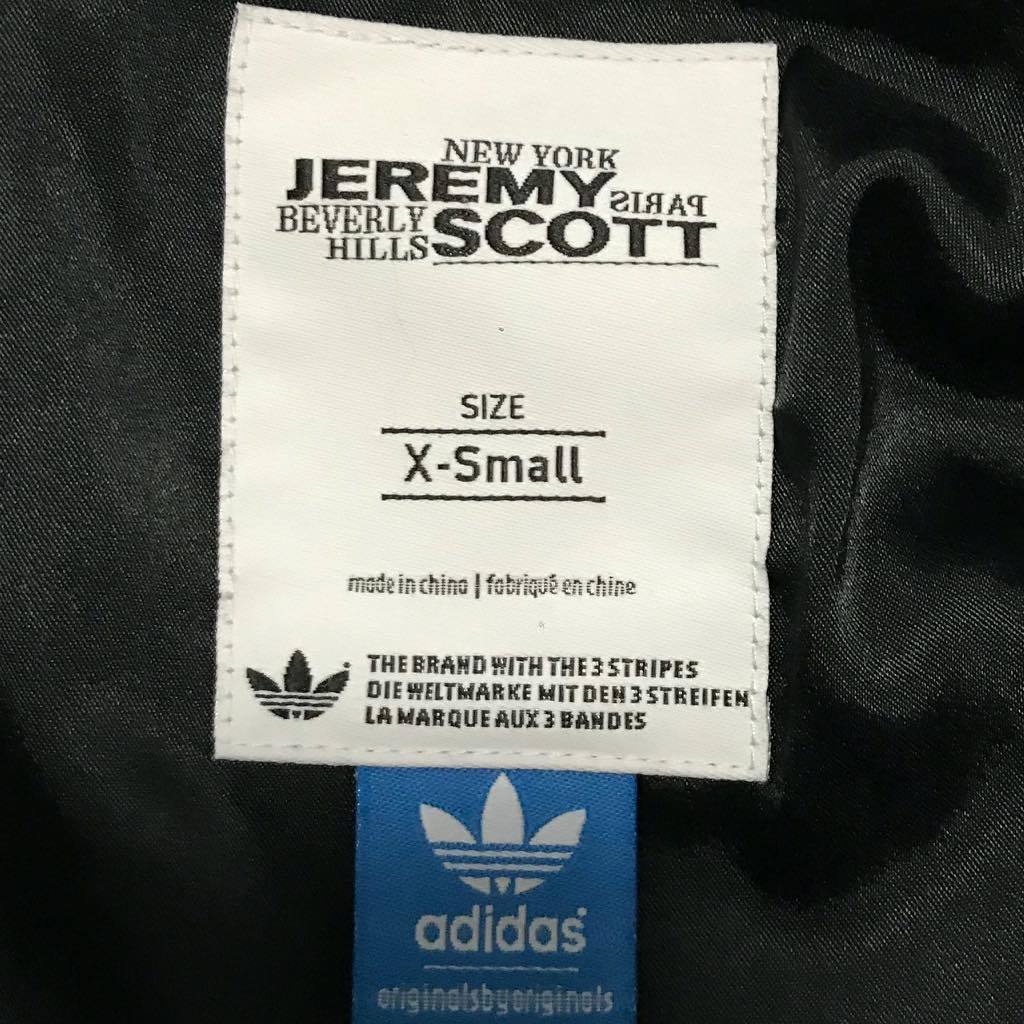 NEW YORK
JEREMY PARIS
BEVERLY HILLS SCOTT
SIZE
X-Small
made in china | fabriqué en chine
THE BRAND WITH THE 3 STRIPES
DIE WELTMARKE MIT DEN 3 STREIFEN
LA MARQUE AUX 3 BANDES
adidas
originalsbyoriginals